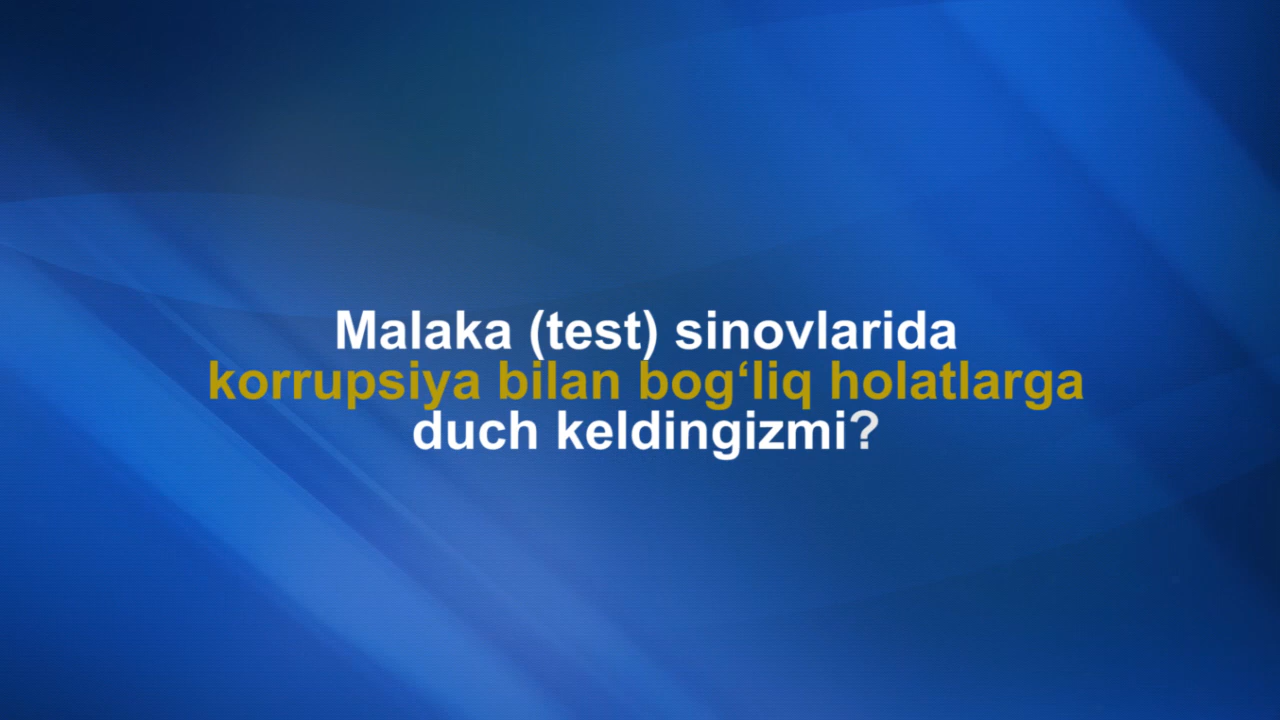 Malaka (test) sinovlarida
korrupsiya bilan bog‘liq holatlarga
duch keldingizmi?